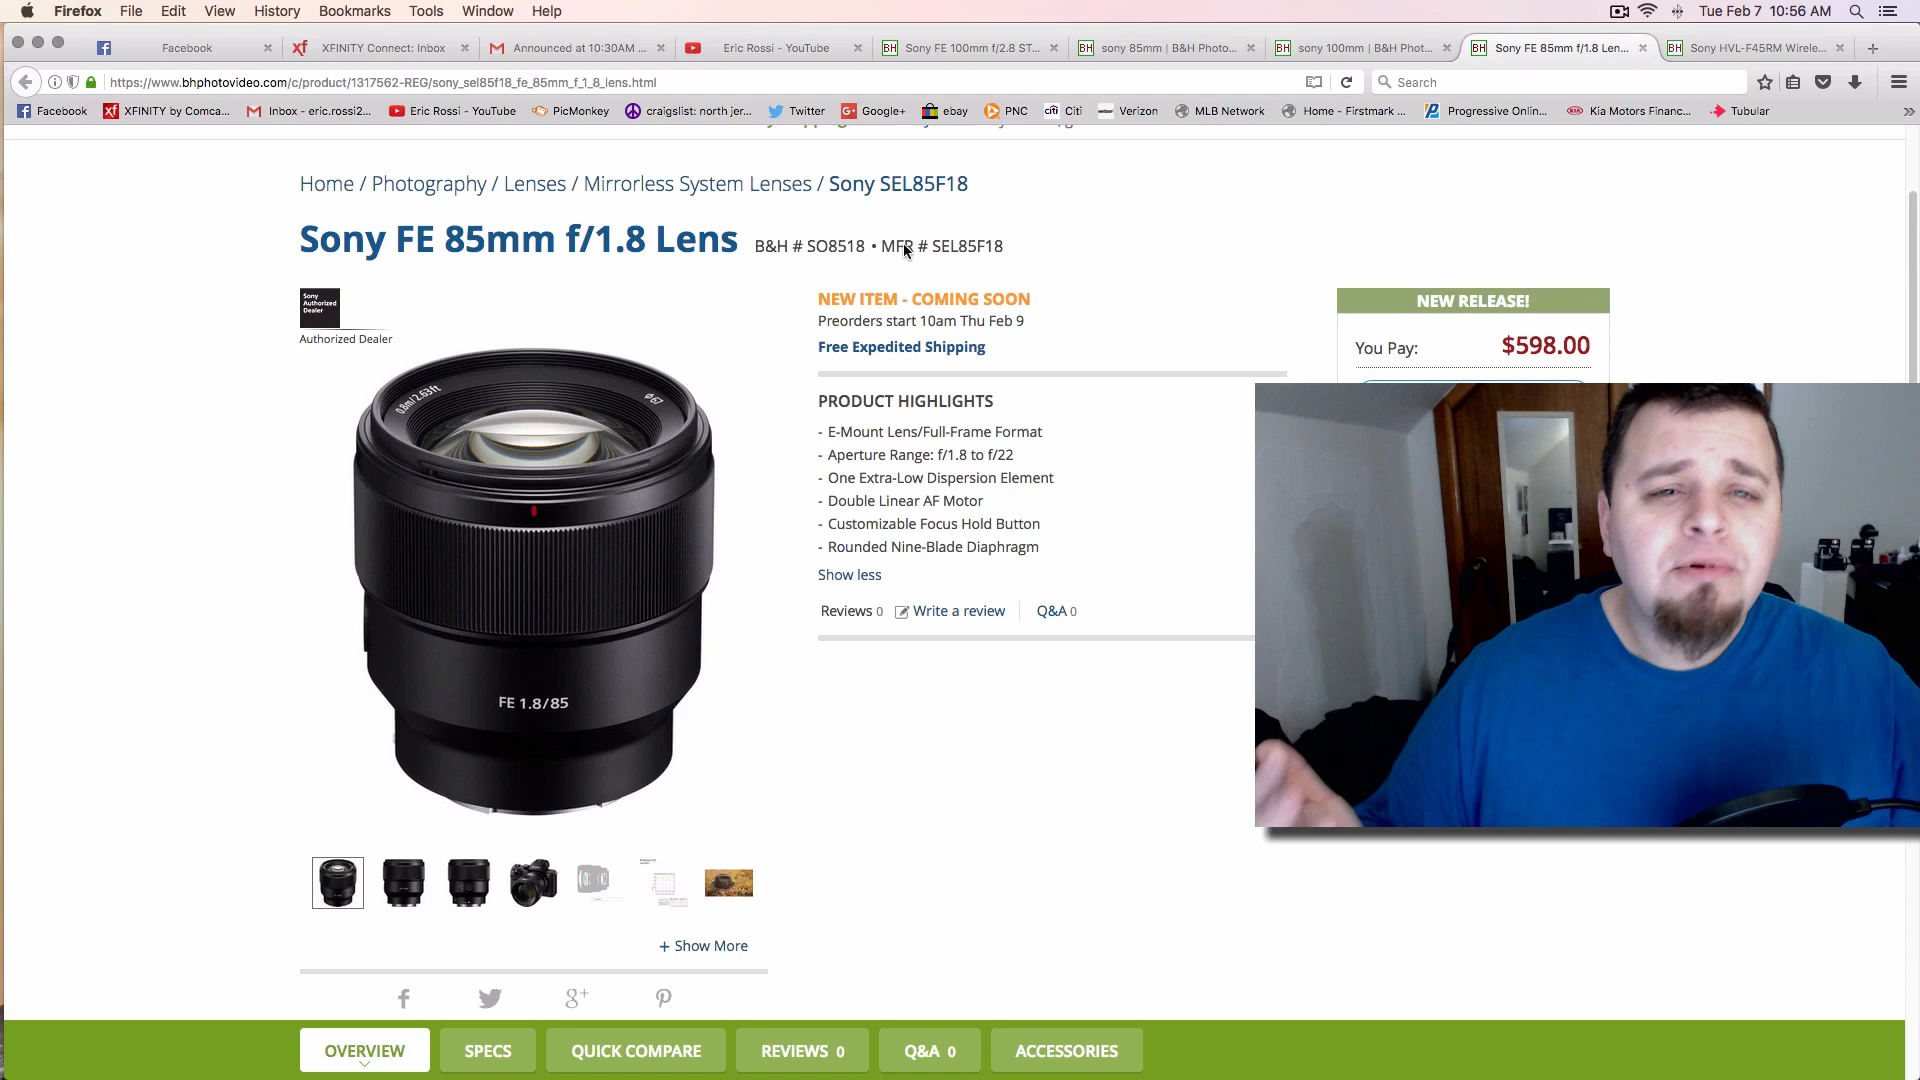 Firefox File Edit View History Bookmarks Tools Window Help Tue Feb 7 10:56 AM
Facebook XFINITY Connect: Inbox Announced at 10:30AM ... Eric Rossi - YouTube Sony FE 100mm f/2.8 ST... sony 85mm | B&H Photo... sony 100mm | B&H Phot... Sony FE 85mm f/1.8 Len... Sony HVL-F45RM Wirele...
https://www.bhphotovideo.com/c/product/1317562-REG/sony_sel85f18_fe_85mm_f_1_8_lens.html Search
Facebook XFINITY by Comca... Inbox - eric.rossi2... Eric Rossi - YouTube PicMonkey craigslist: north jer... Twitter Google+ ebay PNC Citi Verizon MLB Network Home - Firstmark ... Progressive Onlin... Kia Motors Financ... Tubular
Home / Photography / Lenses / Mirrorless System Lenses / Sony SEL85F18
Sony FE 85mm f/1.8 Lens B&H # SO8518 • MFR # SEL85F18
Sony
Authorized
Dealer
Authorized Dealer
NEW ITEM - COMING SOON
Preorders start 10am Thu Feb 9
Free Expedited Shipping
NEW RELEASE!
You Pay: $598.00
PRODUCT HIGHLIGHTS
- E-Mount Lens/Full-Frame Format
- Aperture Range: f/1.8 to f/22
- One Extra-Low Dispersion Element
- Double Linear AF Motor
- Customizable Focus Hold Button
- Rounded Nine-Blade Diaphragm
Show less
Reviews 0 Write a review Q&A 0
0.8m/2.63ft
ø67
FE 1.8/85
+ Show More
OVERVIEW SPECS QUICK COMPARE REVIEWS 0 Q&A 0 ACCESSORIES